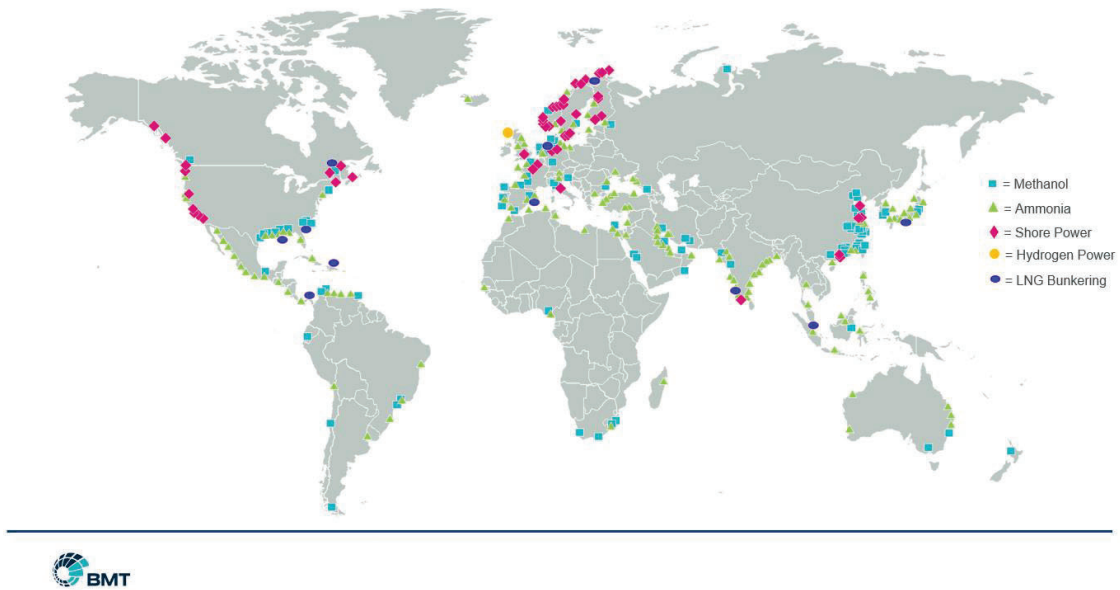 = Methanol
= Ammonia
= Shore Power
= Hydrogen Power
= LNG Bunkering
BMT